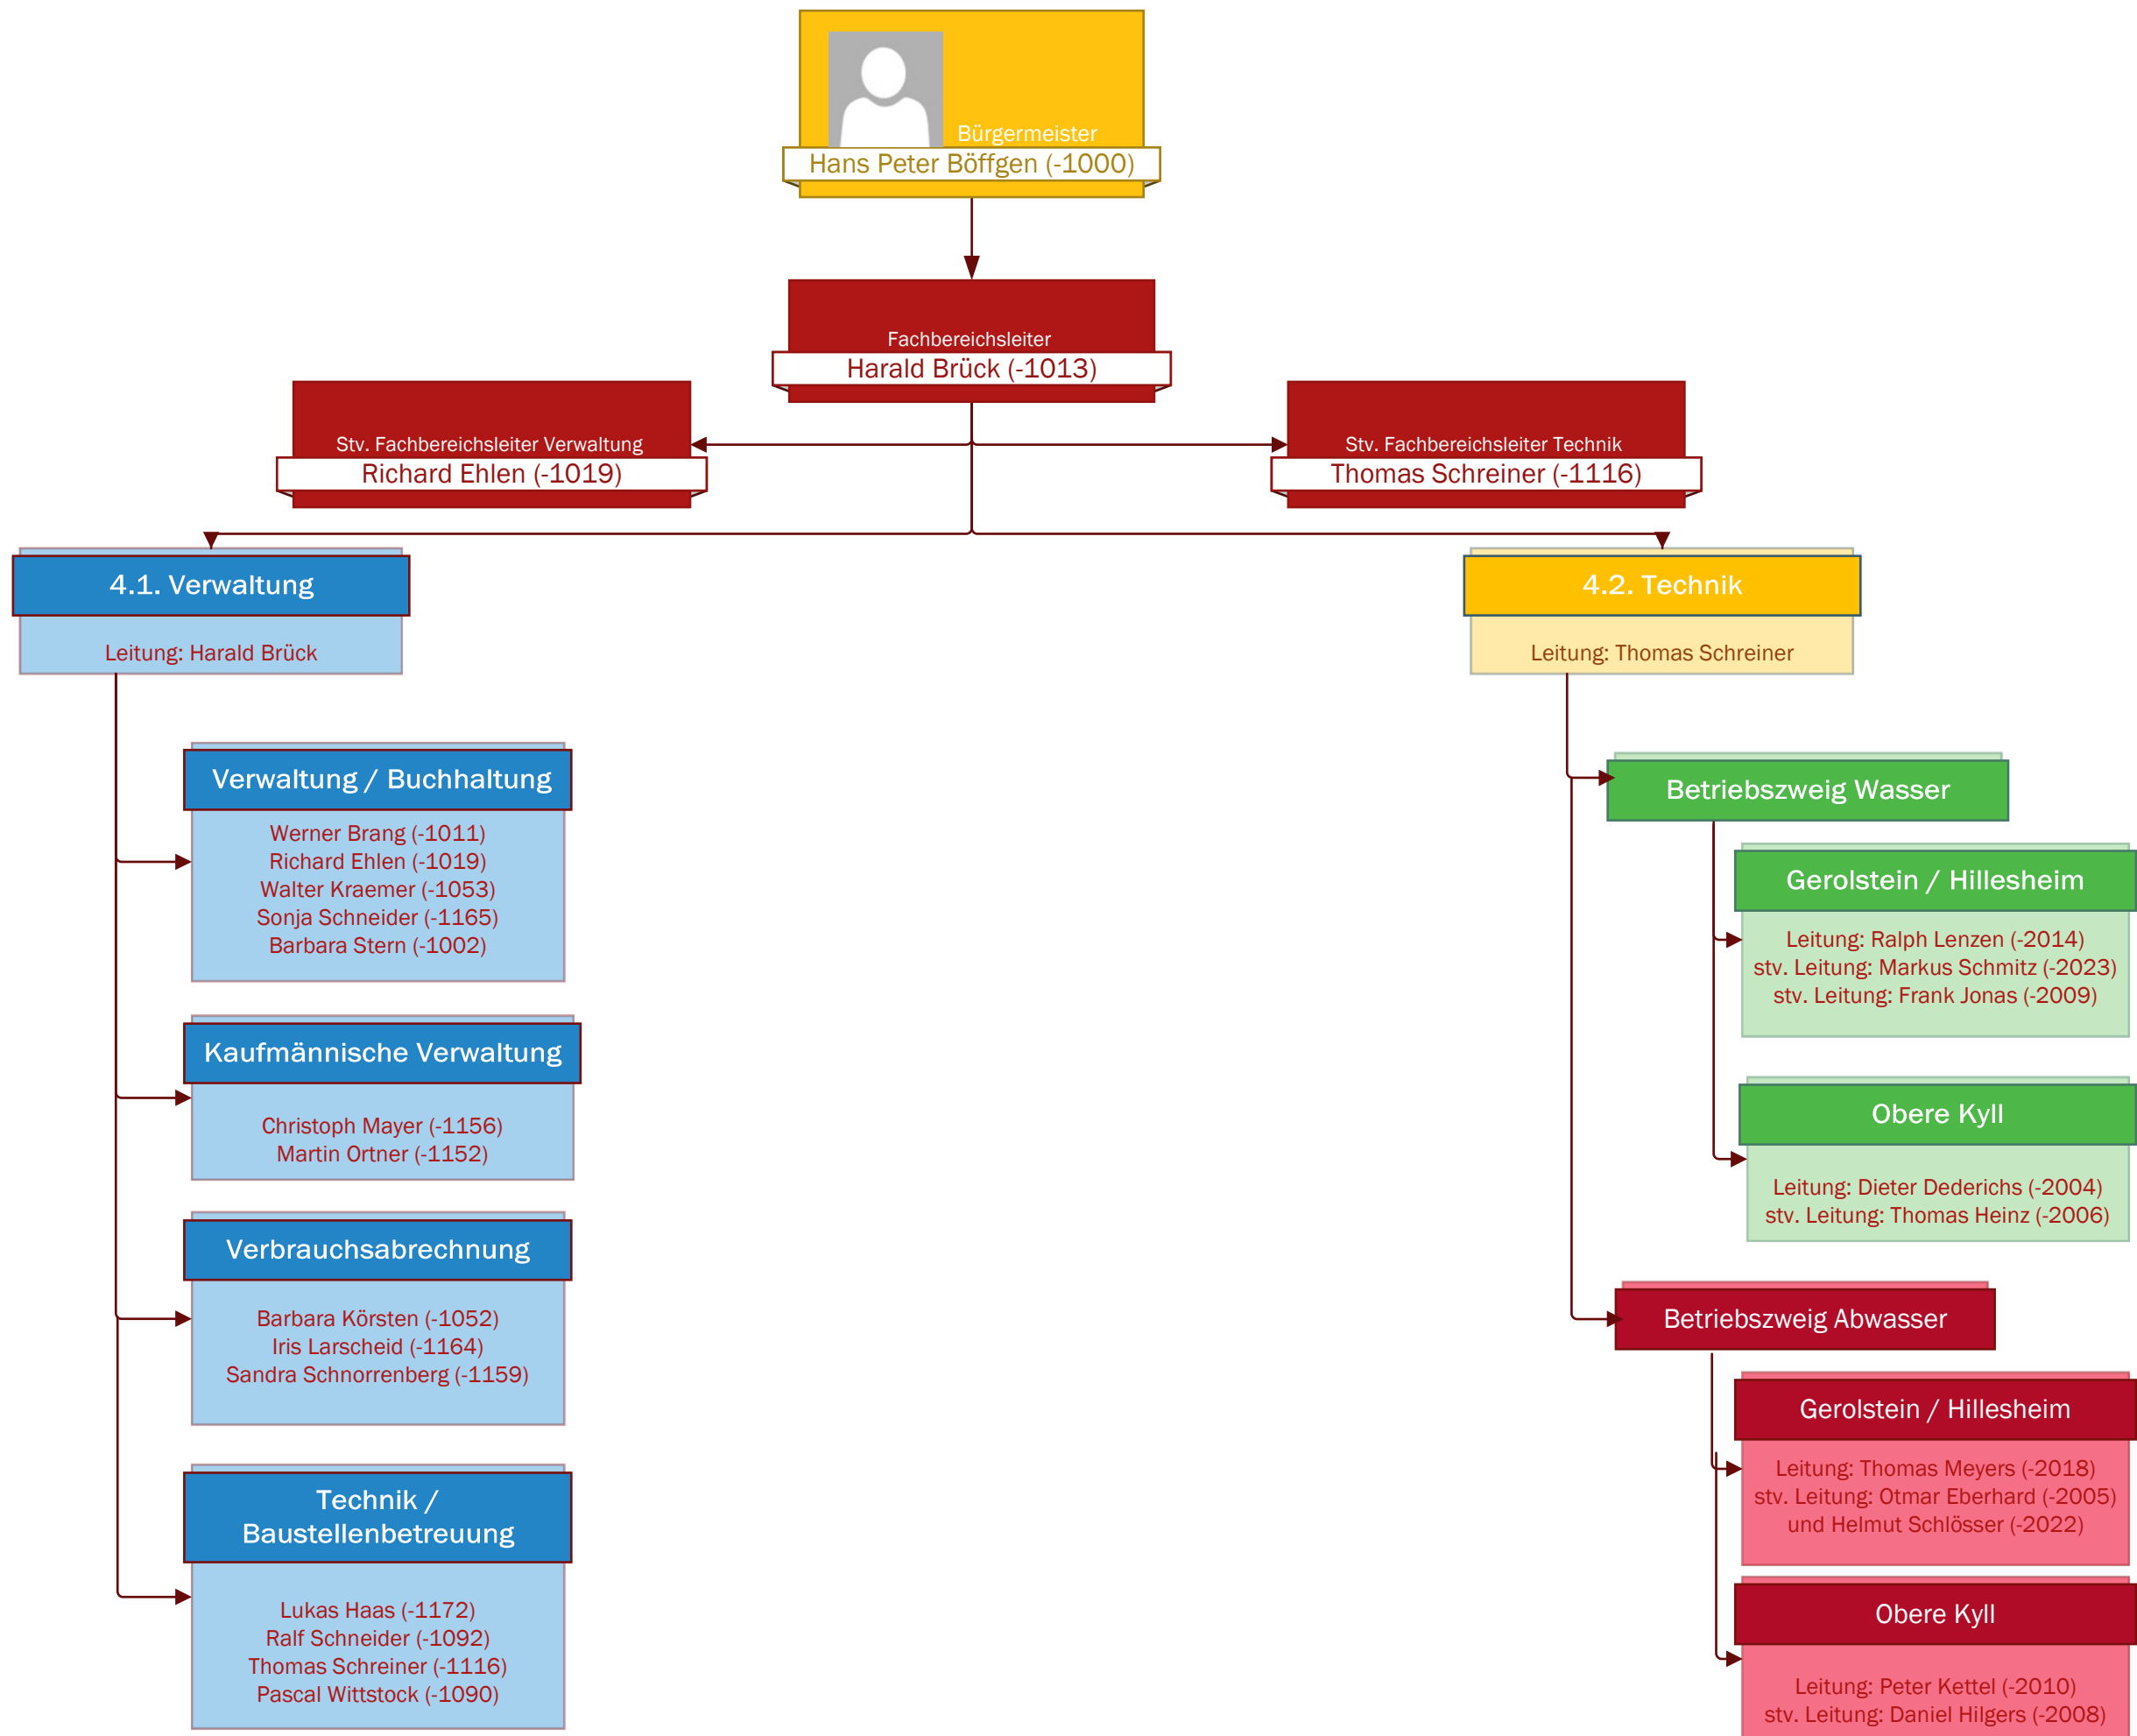 Bürgermeister
Hans Peter Böffgen (-1000)
Fachbereichsleiter
Harald Brück (-1013)
Stv. Fachbereichsleiter Verwaltung
Richard Ehlen (-1019)
Stv. Fachbereichsleiter Technik
Thomas Schreiner (-1116)
4.1. Verwaltung
Leitung: Harald Brück
Verwaltung / Buchhaltung
Werner Brang (-1011)
Richard Ehlen (-1019)
Walter Kraemer (-1053)
Sonja Schneider (-1165)
Barbara Stern (-1002)
Kaufmännische Verwaltung
Christoph Mayer (-1156)
Martin Ortner (-1152)
Verbrauchsabrechnung
Barbara Körsten (-1052)
Iris Larscheid (-1164)
Sandra Schnorrenberg (-1159)
Technik /
Baustellenbetreuung
Lukas Haas (-1172)
Ralf Schneider (-1092)
Thomas Schreiner (-1116)
Pascal Wittstock (-1090)
4.2. Technik
Leitung: Thomas Schreiner
Betriebszweig Wasser
Gerolstein / Hillesheim
Leitung: Ralph Lenzen (-2014)
stv. Leitung: Markus Schmitz (-2023)
stv. Leitung: Frank Jonas (-2009)
Obere Kyll
Leitung: Dieter Dederichs (-2004)
stv. Leitung: Thomas Heinz (-2006)
Betriebszweig Abwasser
Gerolstein / Hillesheim
Leitung: Thomas Meyers (-2018)
stv. Leitung: Otmar Eberhard (-2005)
und Helmut Schlösser (-2022)
Obere Kyll
Leitung: Peter Kettel (-2010)
stv. Leitung: Daniel Hilgers (-2008)